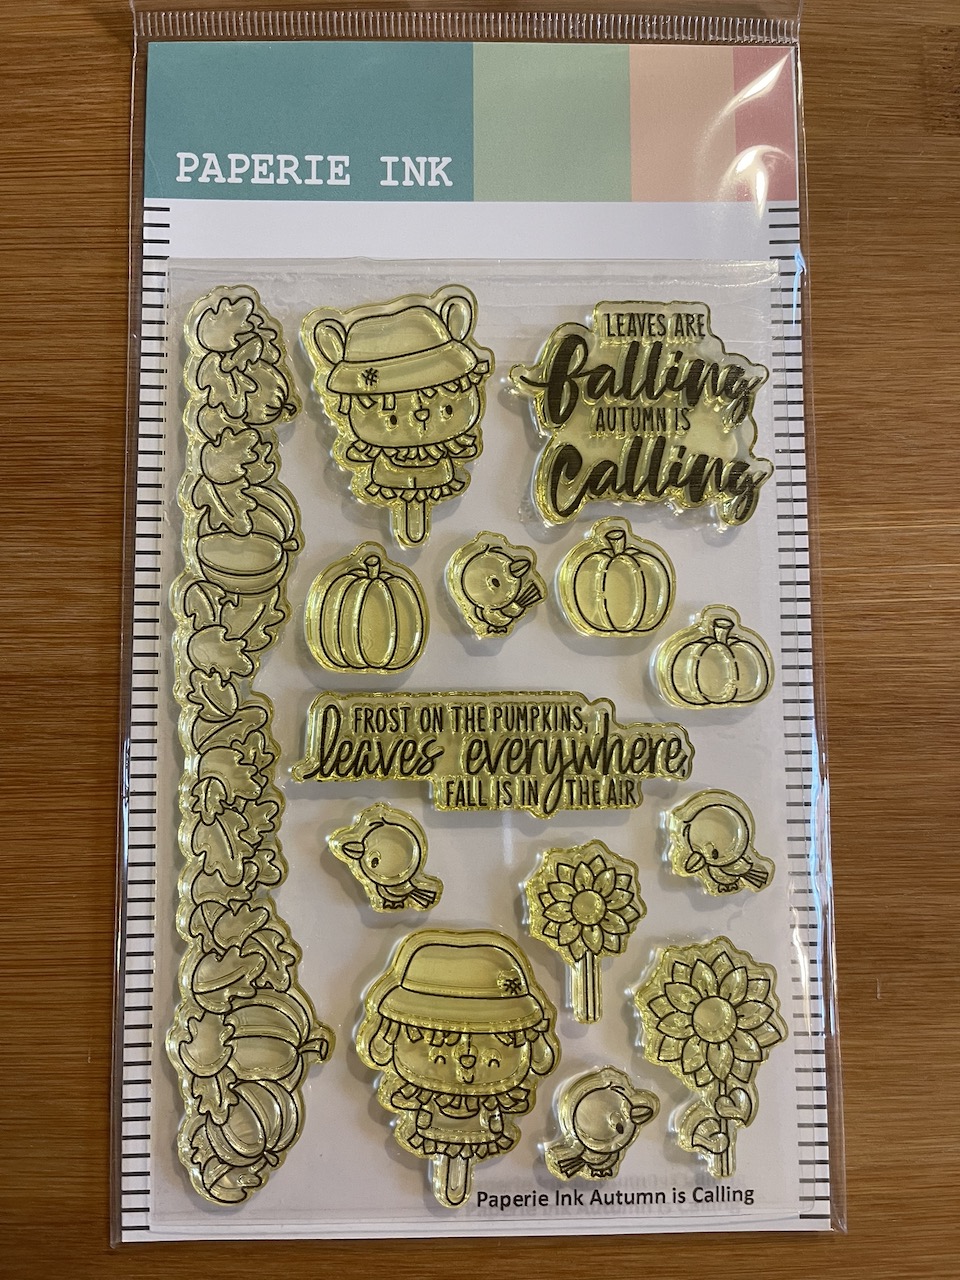 PAPERIE INK
LEAVES ARE
falling
AUTUMN IS
Calling
FROST ON THE PUMPKINS,
leaves everywhere,
FALL IS IN THE AIR
Paperie Ink Autumn is Calling